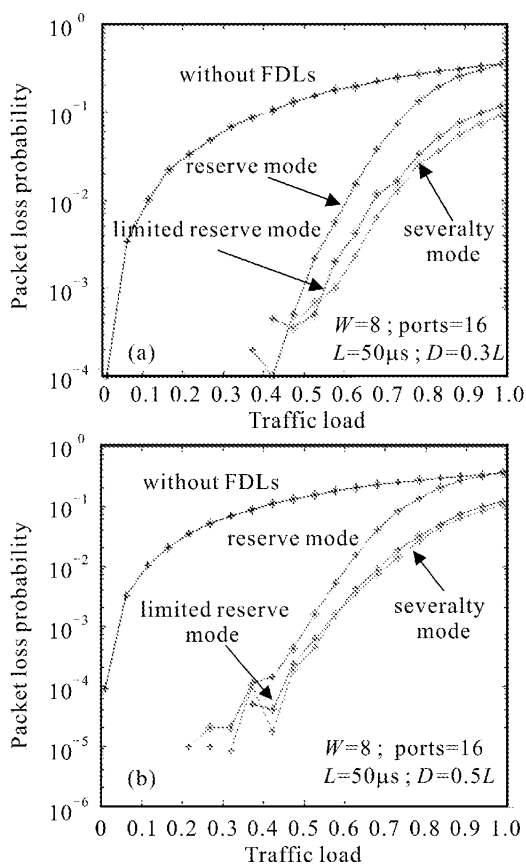 10^0
10^-1
10^-2
10^-3
10^-4
Packet loss probability
without FDLs
reserve mode
limited reserve mode
severalty
mode
W=8 ; ports=16
L=50μs ; D=0.3L
(a)
0 0.1 0.2 0.3 0.4 0.5 0.6 0.7 0.8 0.9 1.0
Traffic load
10^0
10^-1
10^-2
10^-3
10^-4
10^-5
10^-6
Packet loss probability
without FDLs
reserve mode
limited reserve
mode
severalty
mode
W=8 ; ports=16
L=50μs ; D=0.5L
(b)
0 0.1 0.2 0.3 0.4 0.5 0.6 0.7 0.8 0.9 1.0
Traffic load